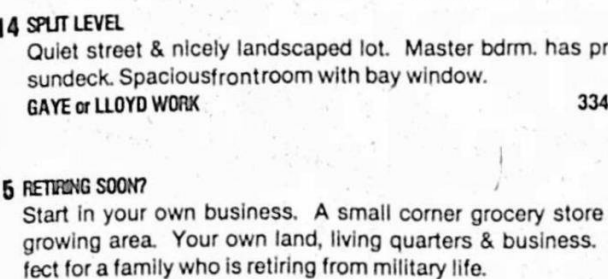 14 SPLIT LEVEL
Quiet street & nicely landscaped lot. Master bdrm. has pr
sundeck. Spaciousfrontroom with bay window.
GAYE or LLOYD WORK 334
5 RETIRING SOON?
Start in your own business. A small corner grocery store
growing area. Your own land, living quarters & business.
fect for a family who is retiring from military life.